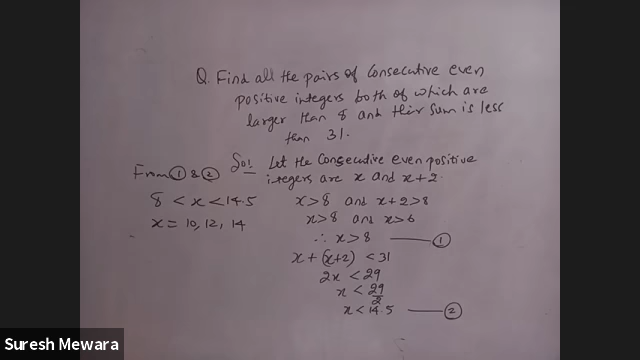 Q. Find all the pairs of Consecutive even
positive integers both of which are
larger than 8 and their sum is less
than 31.
Sol Let the Consecutive even positive
integers are x and x+2.
x>8 and x+2>8
x>8 and x>6
∴ x>8 —— ①
x + (x+2) < 31
2x < 29
x < 29/2
x < 14.5 —— ②
From ① & ②
8 < x < 14.5
x = 10, 12, 14
Suresh Mewara